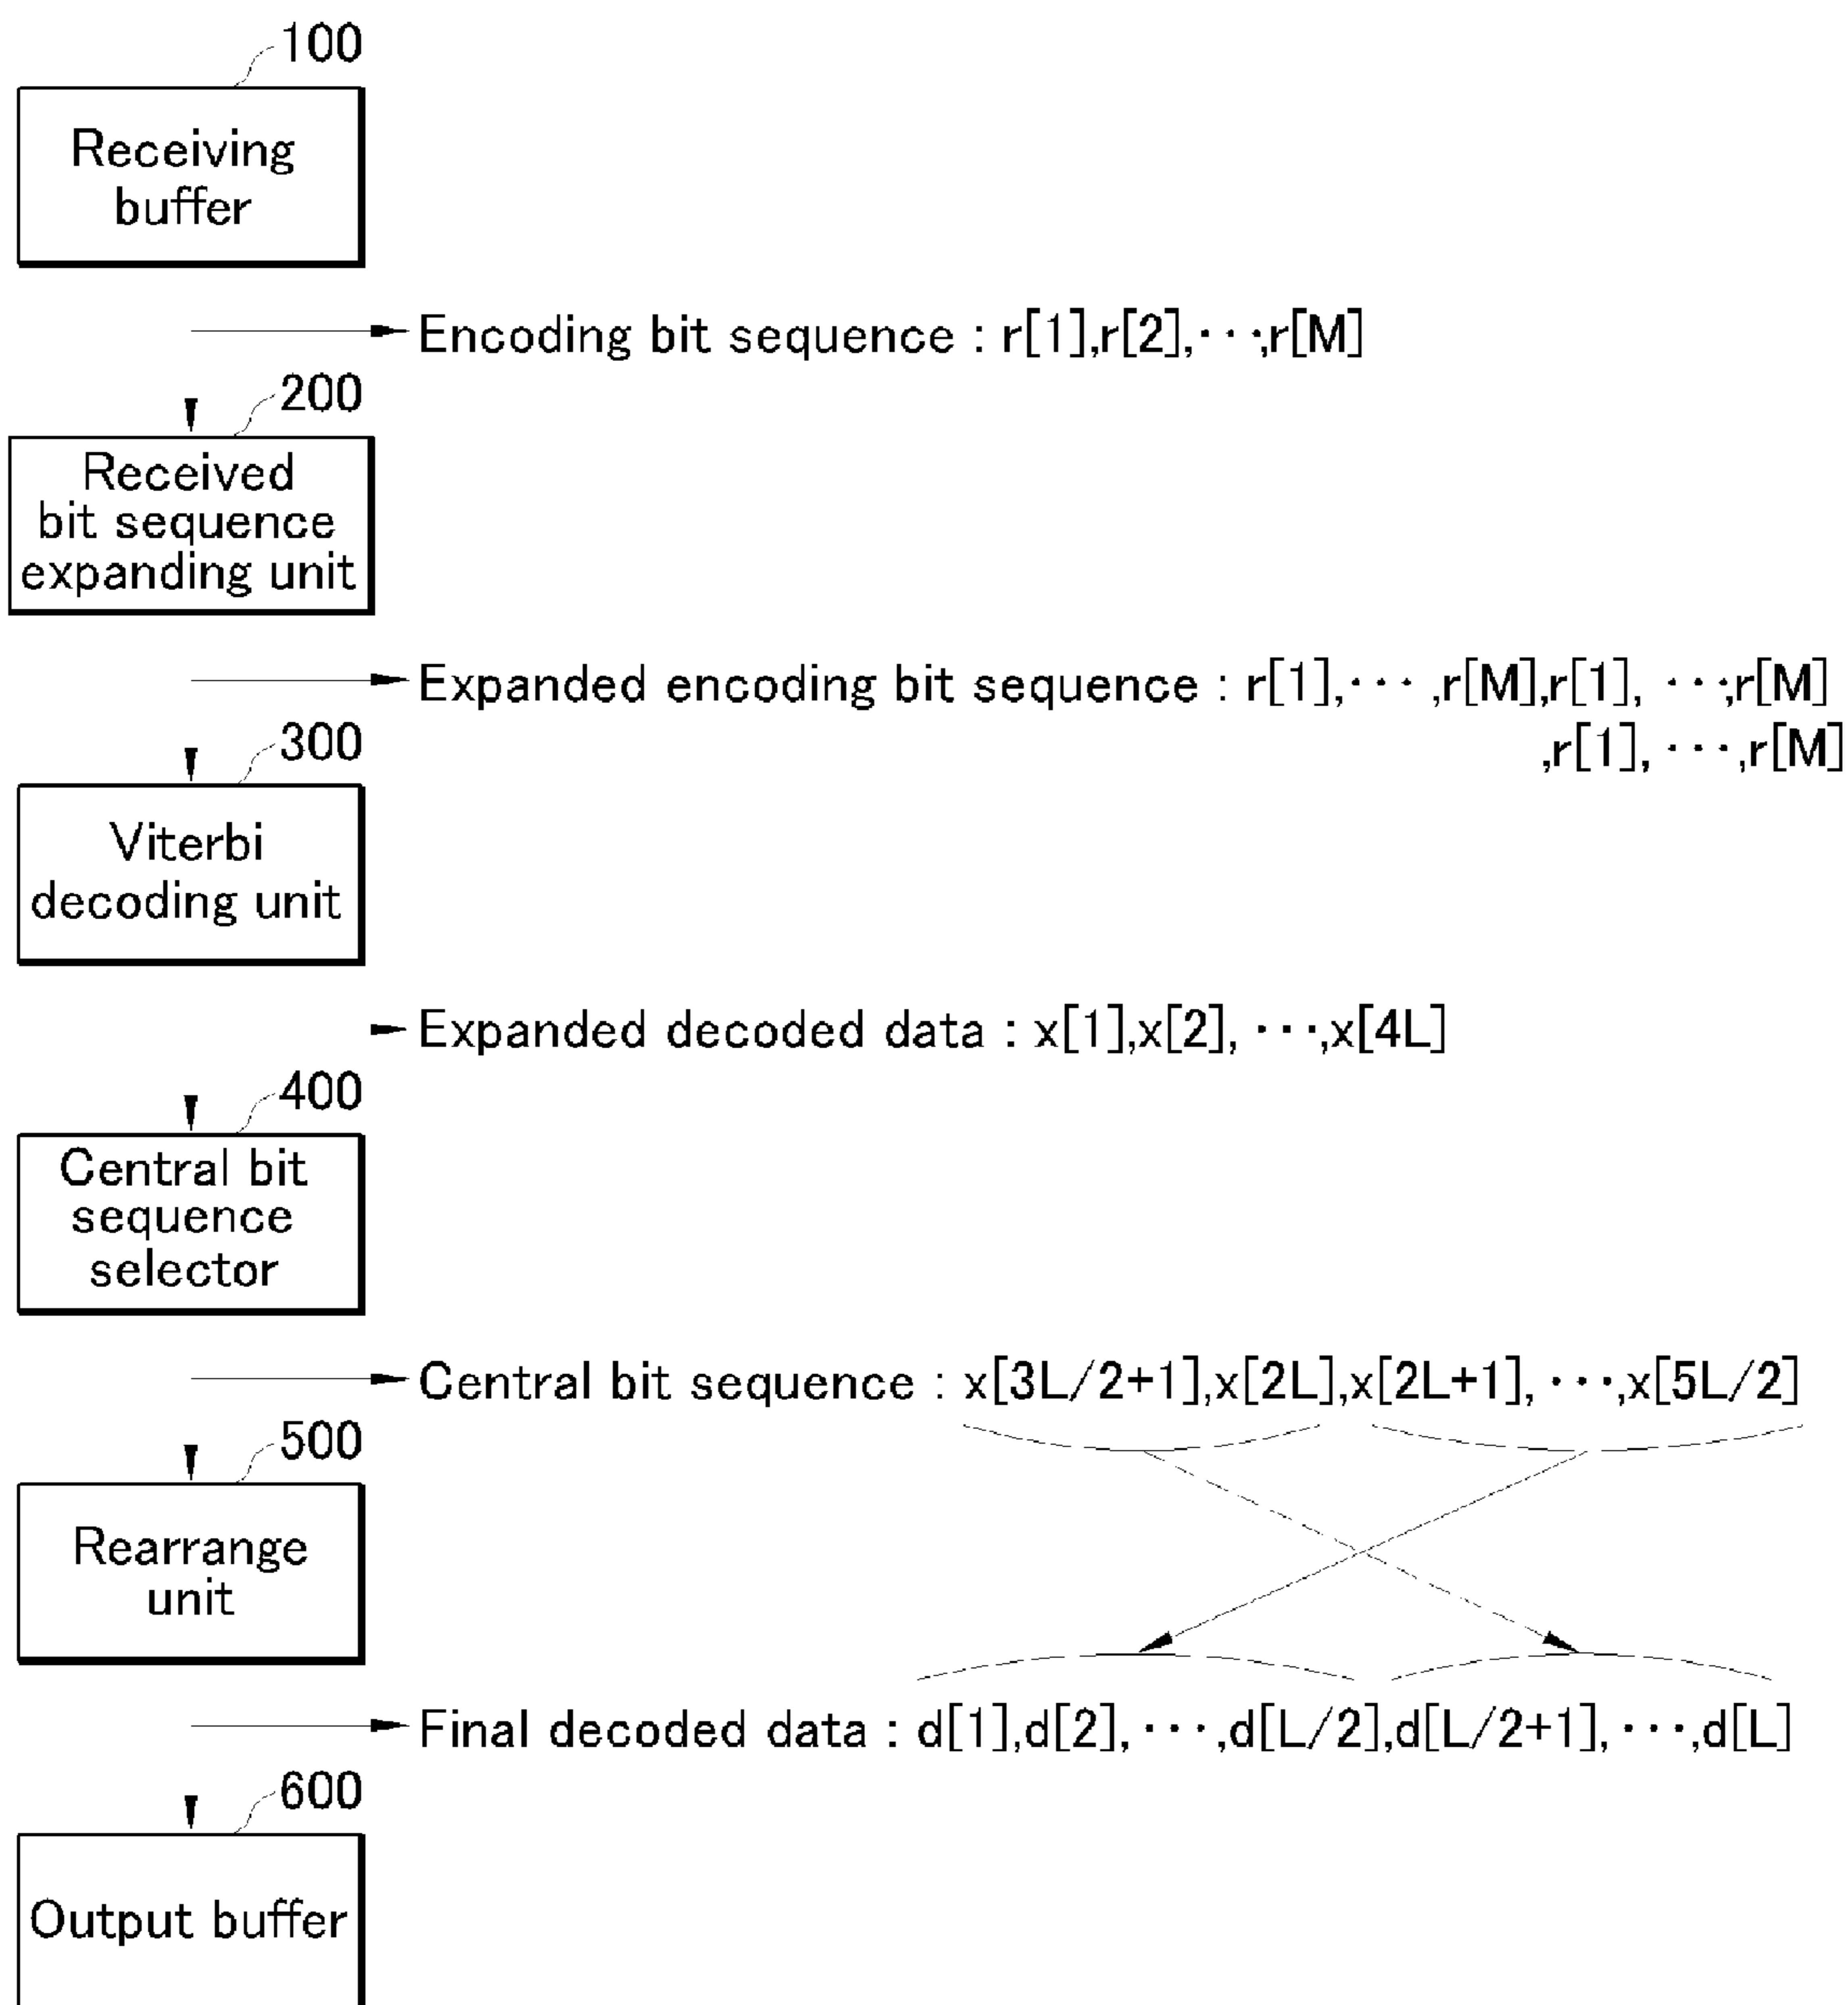 100
Receiving
buffer
Encoding bit sequence : r[1],r[2],···,r[M]
200
Received
bit sequence
expanding unit
Expanded encoding bit sequence : r[1],··· ,r[M],r[1], ···,r[M]
,r[1], ···,r[M]
300
Viterbi
decoding unit
Expanded decoded data : x[1],x[2], ···,x[4L]
400
Central bit
sequence
selector
Central bit sequence : x[3L/2+1],x[2L],x[2L+1], ···,x[5L/2]
500
Rearrange
unit
Final decoded data : d[1],d[2], ···,d[L/2],d[L/2+1], ···,d[L]
600
Output buffer